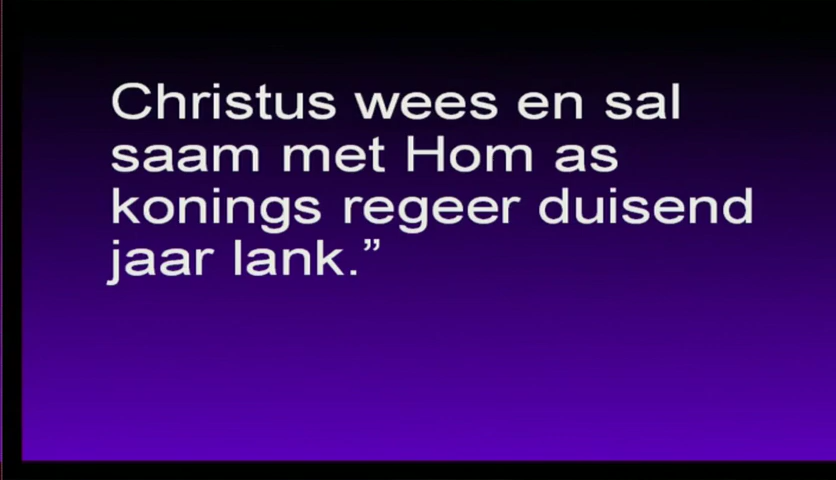 Christus wees en sal
saam met Hom as
konings regeer duisend
jaar lank.”